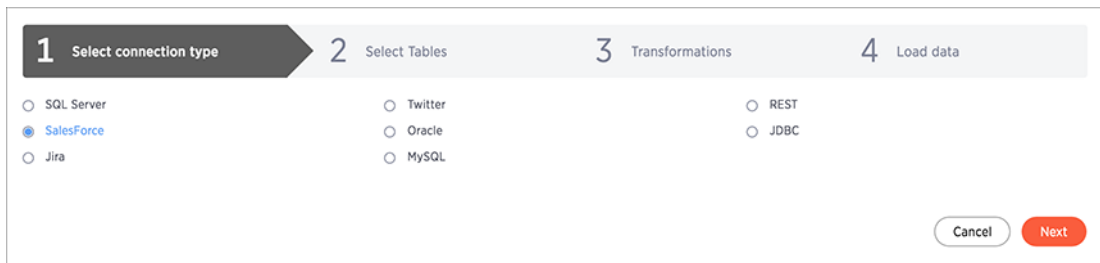 1 Select connection type 2 Select Tables 3 Transformations 4 Load data
SQL Server Twitter REST
SalesForce Oracle JDBC
Jira MySQL
Cancel Next